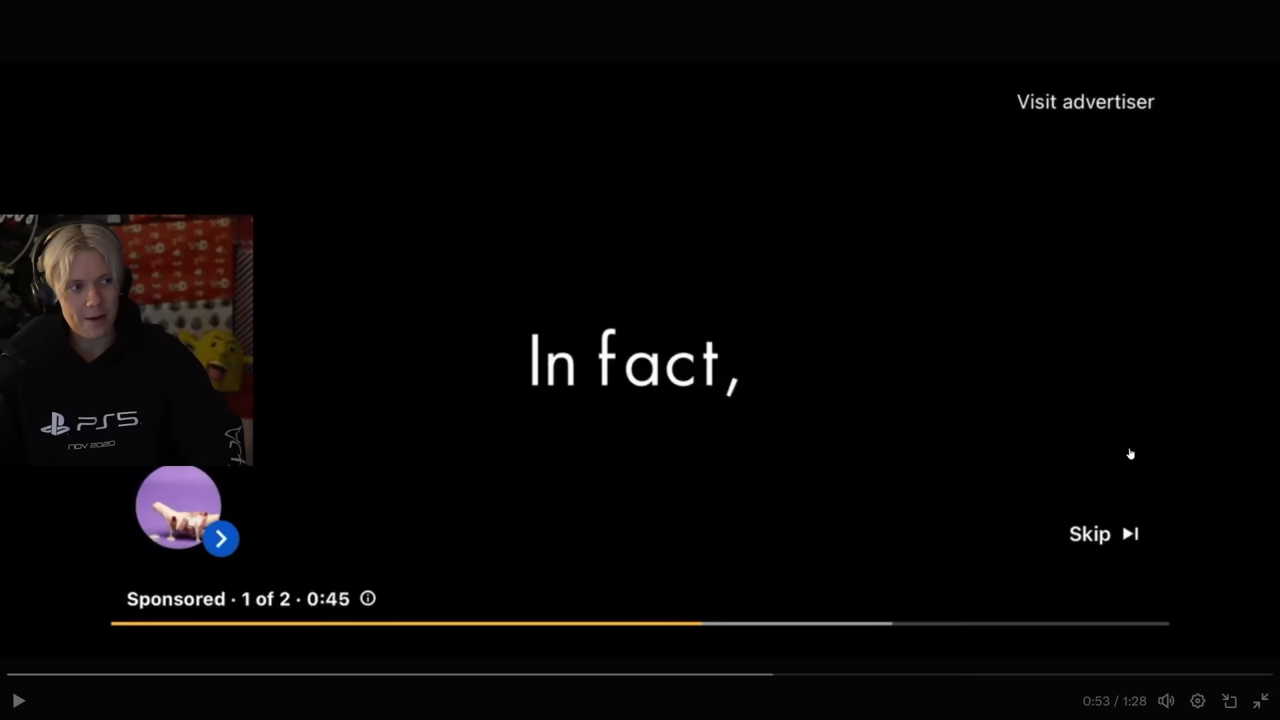 Visit advertiser
In fact,
PS5
NOV 2020
Skip
Sponsored · 1 of 2 · 0:45
0:53 / 1:28